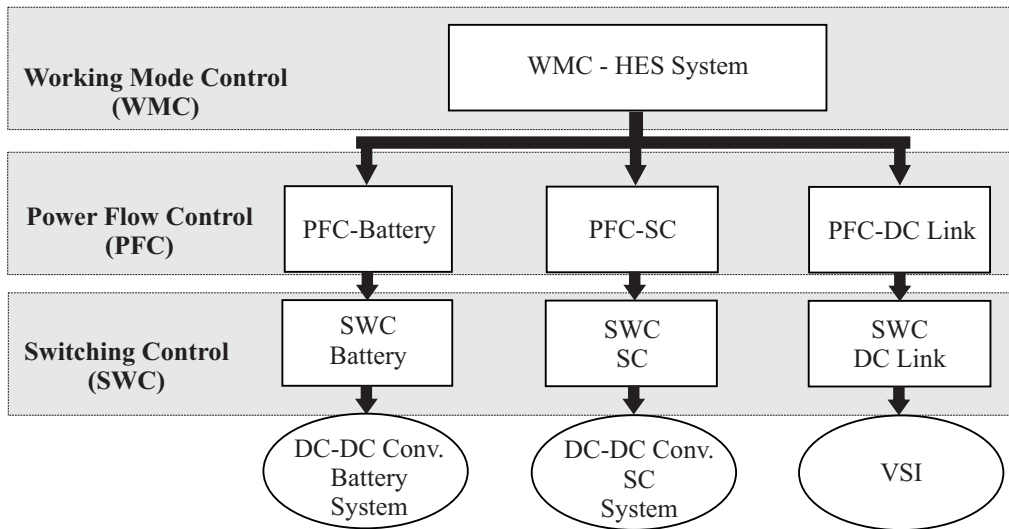 Working Mode Control
(WMC)
WMC - HES System
Power Flow Control
(PFC)
PFC-Battery
PFC-SC
PFC-DC Link
Switching Control
(SWC)
SWC
Battery
SWC
SC
SWC
DC Link
DC-DC Conv.
Battery
System
DC-DC Conv.
SC
System
VSI